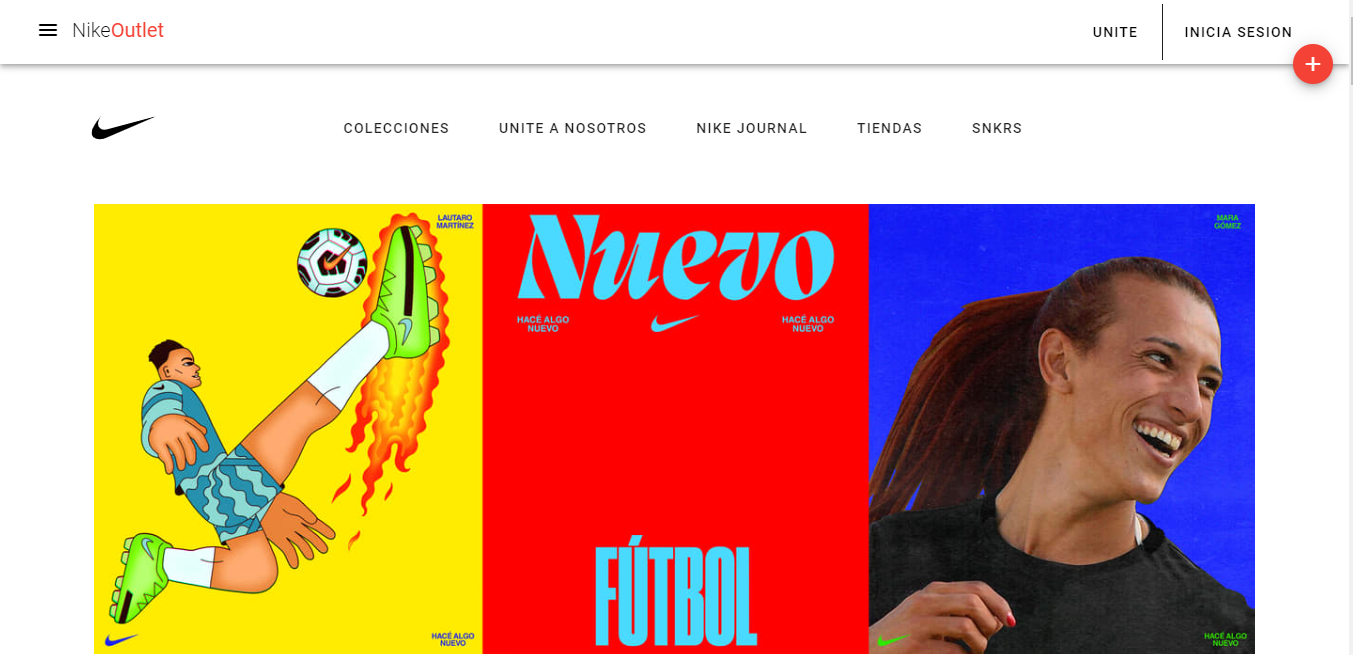 NikeOutlet
UNITE
INICIA SESION
+
COLECCIONES
UNITE A NOSOTROS
NIKE JOURNAL
TIENDAS
SNKRS
LAUTARO
MARTÍNEZ
HACÉ ALGO
NUEVO
Nuevo
HACÉ ALGO
NUEVO
HACÉ ALGO
NUEVO
FÚTBOL
MARA
GÓMEZ
HACÉ ALGO
NUEVO